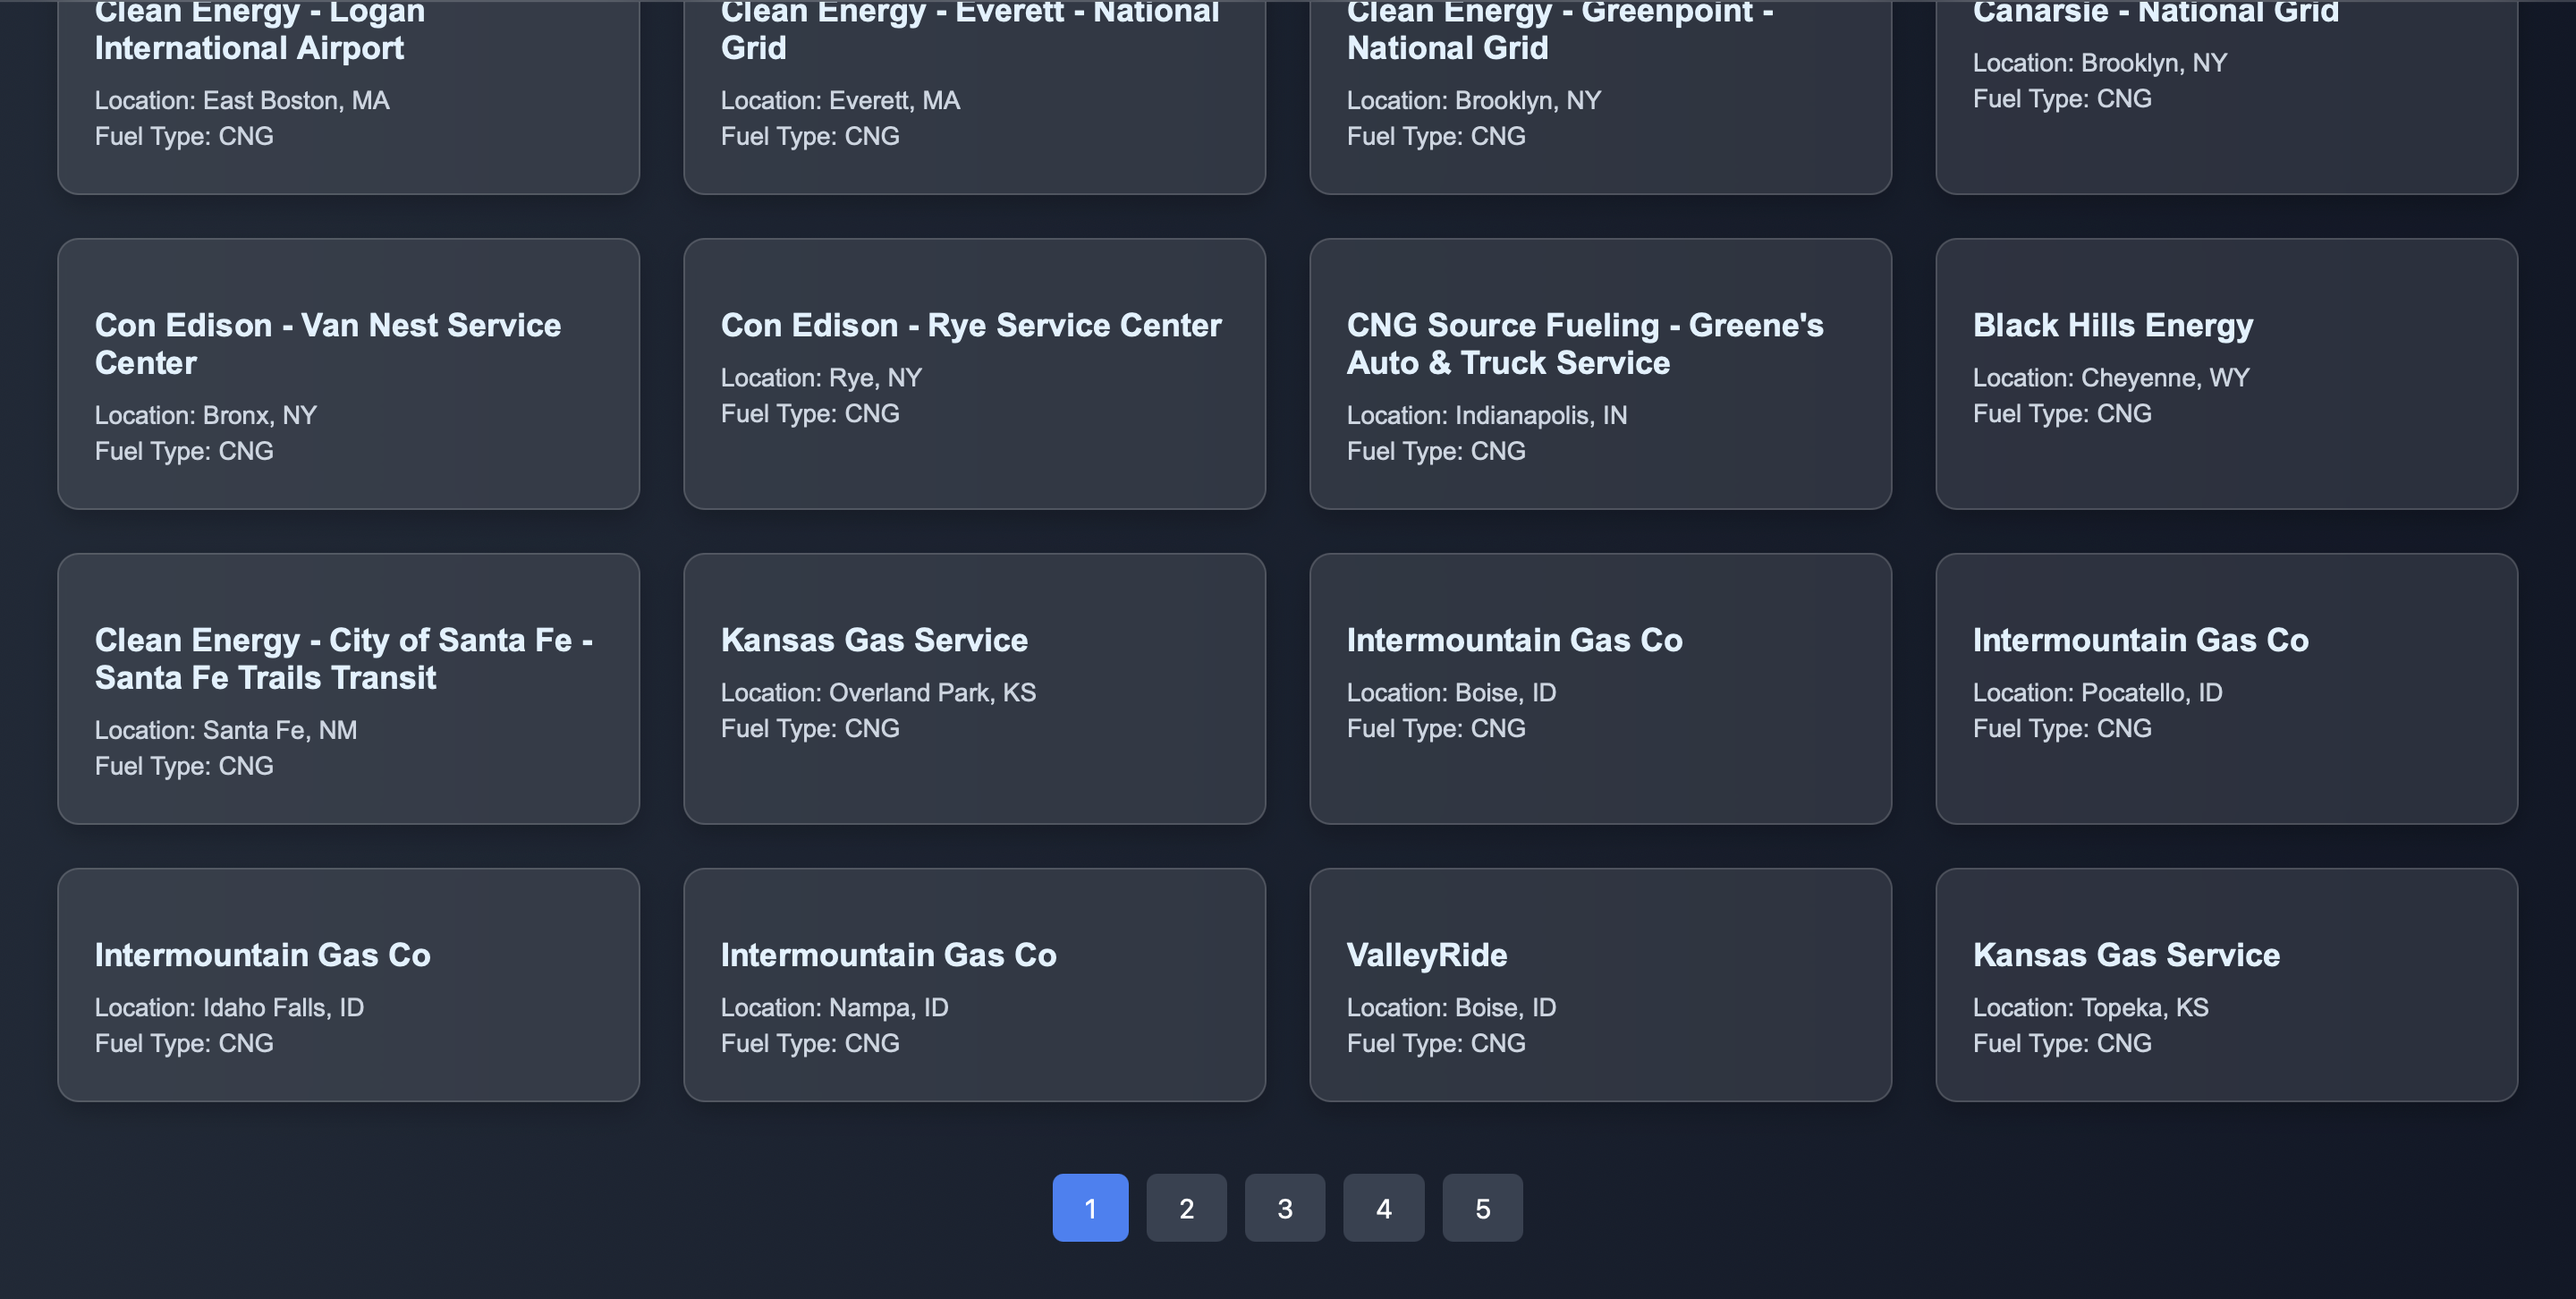 Clean Energy - Logan
International Airport
Location: East Boston, MA
Fuel Type: CNG
Clean Energy - Everett - National
Grid
Location: Everett, MA
Fuel Type: CNG
Clean Energy - Greenpoint -
National Grid
Location: Brooklyn, NY
Fuel Type: CNG
Canarsie - National Grid
Location: Brooklyn, NY
Fuel Type: CNG
Con Edison - Van Nest Service
Center
Location: Bronx, NY
Fuel Type: CNG
Con Edison - Rye Service Center
Location: Rye, NY
Fuel Type: CNG
CNG Source Fueling - Greene's
Auto & Truck Service
Location: Indianapolis, IN
Fuel Type: CNG
Black Hills Energy
Location: Cheyenne, WY
Fuel Type: CNG
Clean Energy - City of Santa Fe -
Santa Fe Trails Transit
Location: Santa Fe, NM
Fuel Type: CNG
Kansas Gas Service
Location: Overland Park, KS
Fuel Type: CNG
Intermountain Gas Co
Location: Boise, ID
Fuel Type: CNG
Intermountain Gas Co
Location: Pocatello, ID
Fuel Type: CNG
Intermountain Gas Co
Location: Idaho Falls, ID
Fuel Type: CNG
Intermountain Gas Co
Location: Nampa, ID
Fuel Type: CNG
ValleyRide
Location: Boise, ID
Fuel Type: CNG
Kansas Gas Service
Location: Topeka, KS
Fuel Type: CNG
1 2 3 4 5